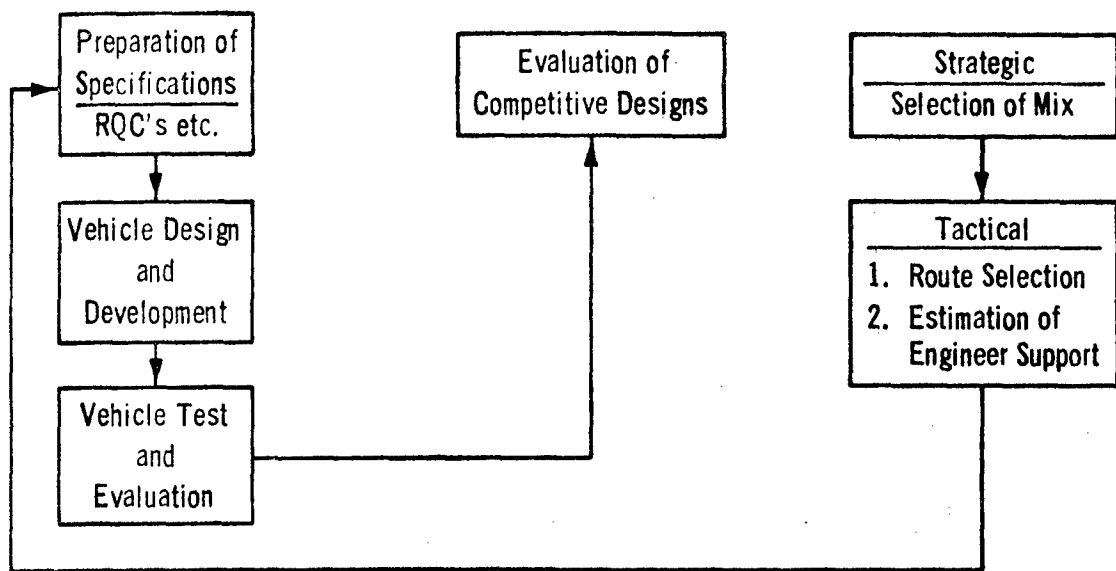 Preparation of
Specifications
RQC's etc.
Vehicle Design
and
Development
Vehicle Test
and
Evaluation
Evaluation of
Competitive Designs
Strategic
Selection of Mix
Tactical
1. Route Selection
2. Estimation of
Engineer Support